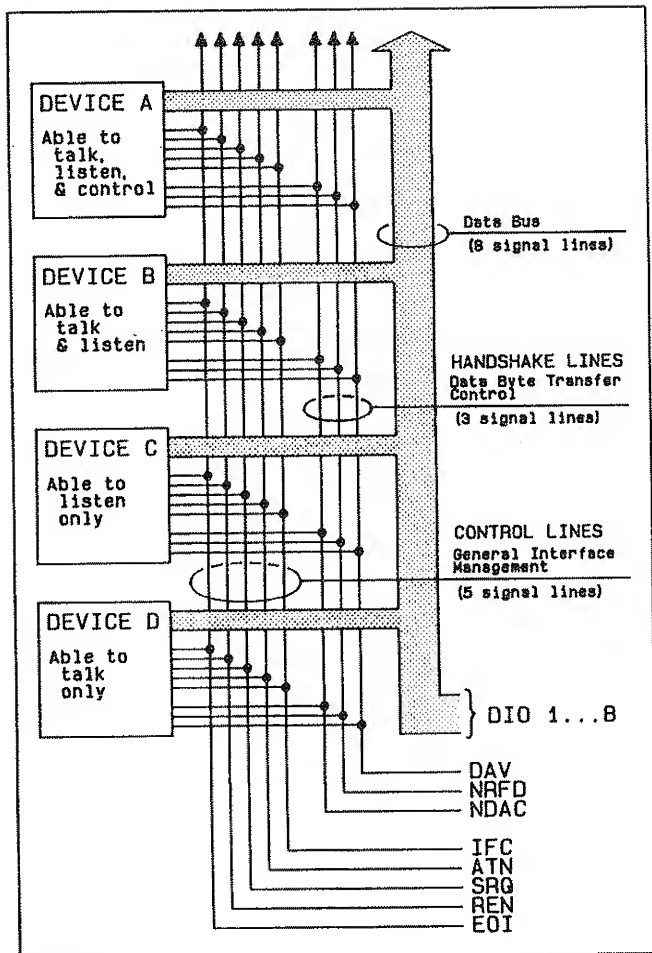 DEVICE A
Able to
talk,
listen,
& control
DEVICE B
Able to
talk
& listen
DEVICE C
Able to
listen
only
DEVICE D
Able to
talk
only
Data Bus
(8 signal lines)
HANDSHAKE LINES
Data Byte Transfer
Control
(3 signal lines)
CONTROL LINES
General Interface
Management
(5 signal lines)
DIO 1...8
DAV
NRFD
NDAC
IFC
ATN
SRQ
REN
EOI